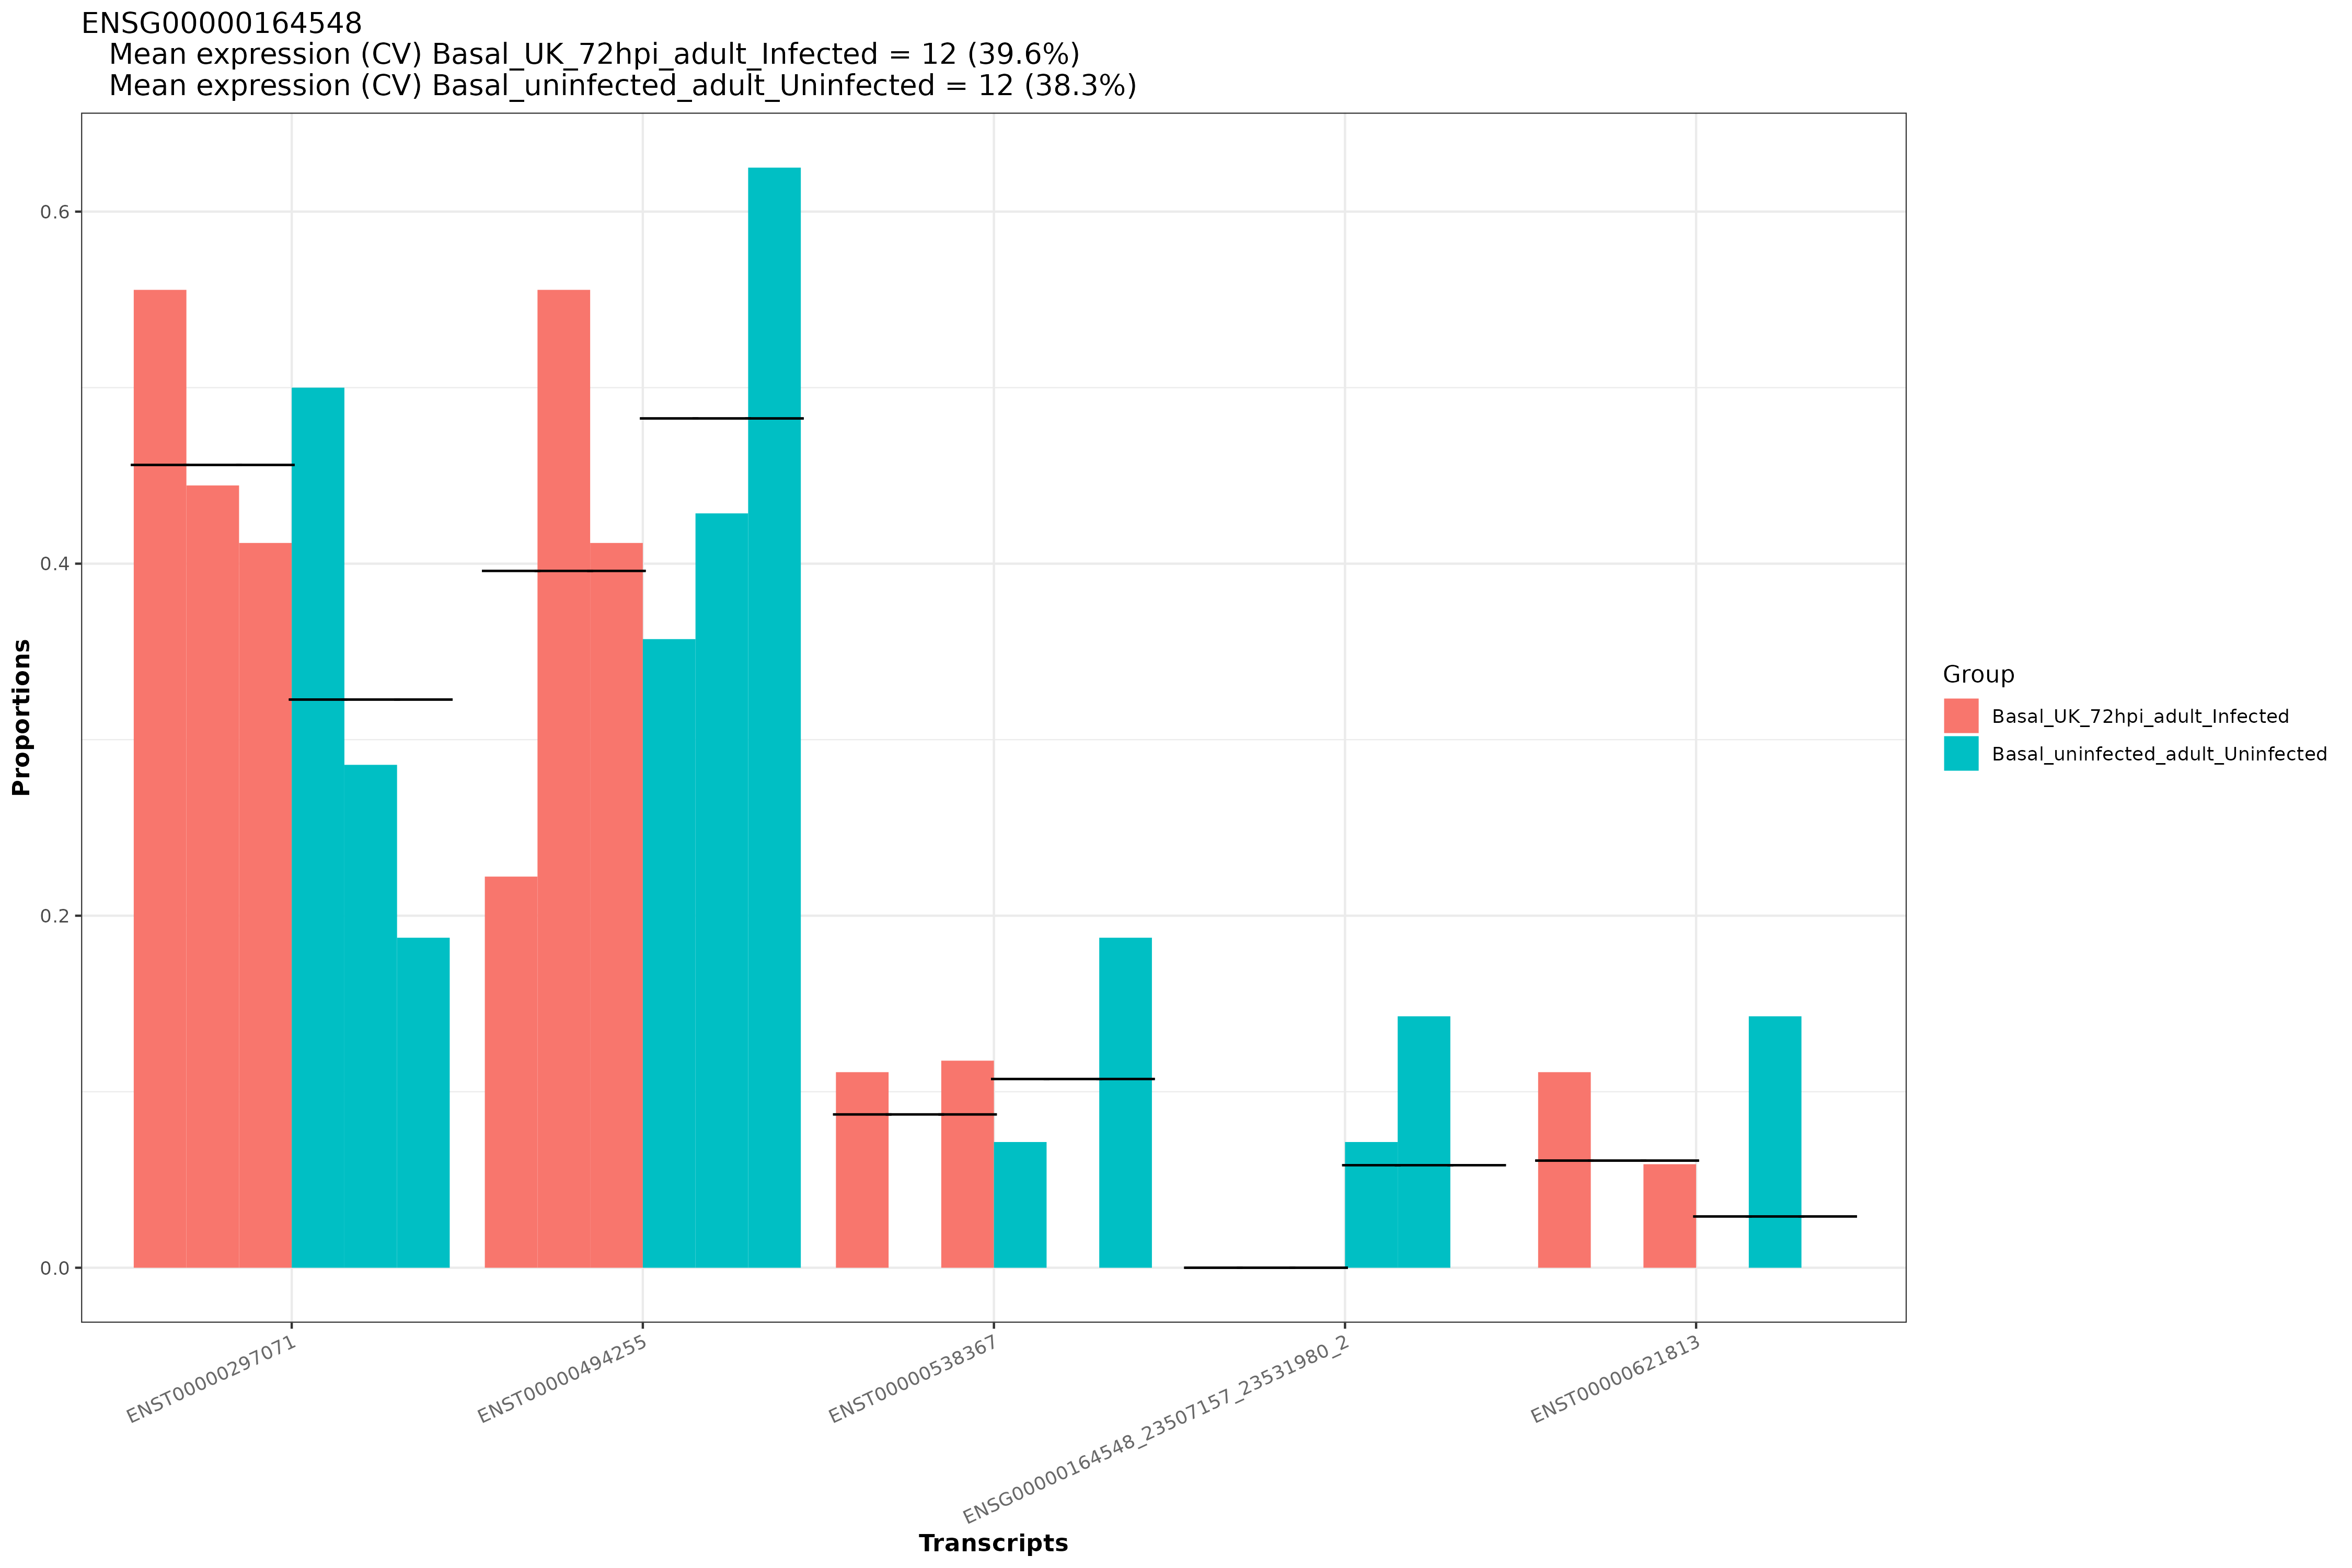 ENSG00000164548
Mean expression (CV) Basal_UK_72hpi_adult_Infected = 12 (39.6%)
Mean expression (CV) Basal_uninfected_adult_Uninfected = 12 (38.3%)
Proportions
0.6
0.4
0.2
0.0
ENST00000297071
ENST00000494255
ENST00000538367
ENSG00000164548_23507157_23531980_2
ENST00000621813
Transcripts
Group
Basal_UK_72hpi_adult_Infected
Basal_uninfected_adult_Uninfected